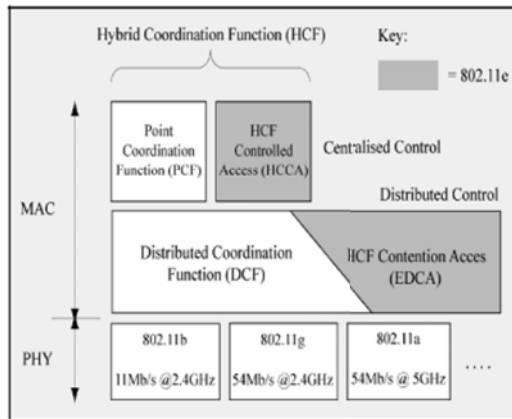 Hybrid Coordination Function (HCF)
Key:
= 802.11e
Point
Coordination
Function (PCF)
HCF
Controlled
Access (HCCA)
Centralised Control
Distributed Control
MAC
Distributed Coordination
Function (DCF)
HCF Contention Acces
(EDCA)
PHY
802.11b
11Mb/s @2.4GHz
802.11g
54Mb/s @2.4GHz
802.11a
54Mb/s @ 5GHz
....